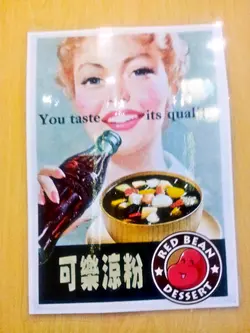 You taste its qual
可樂涼粉
RED BEAN
DESSERT